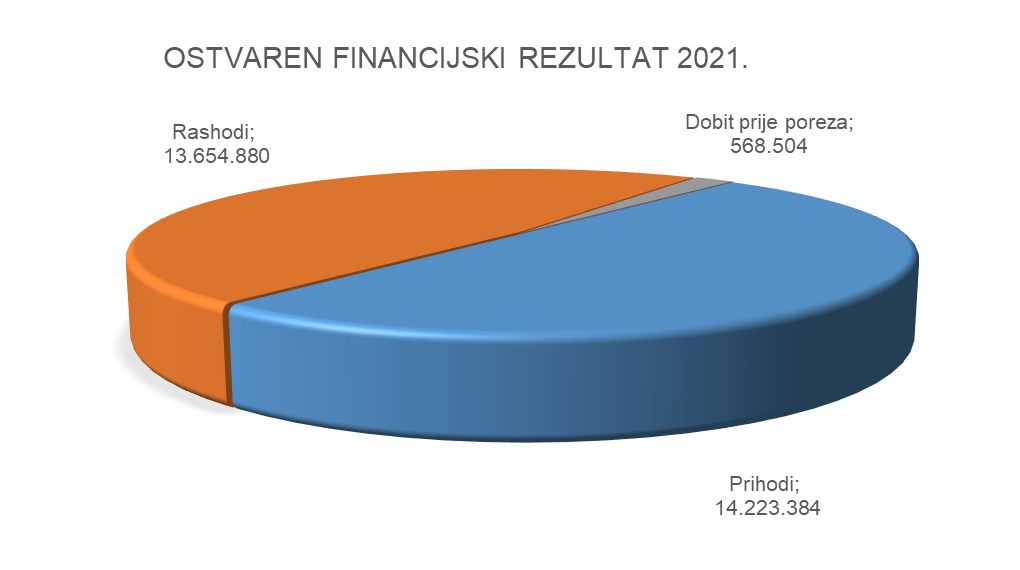 OSTVAREN FINANCIJSKI REZULTAT 2021.
Rashodi;
13.654.880
Dobit prije poreza;
568.504
Prihodi;
14.223.384